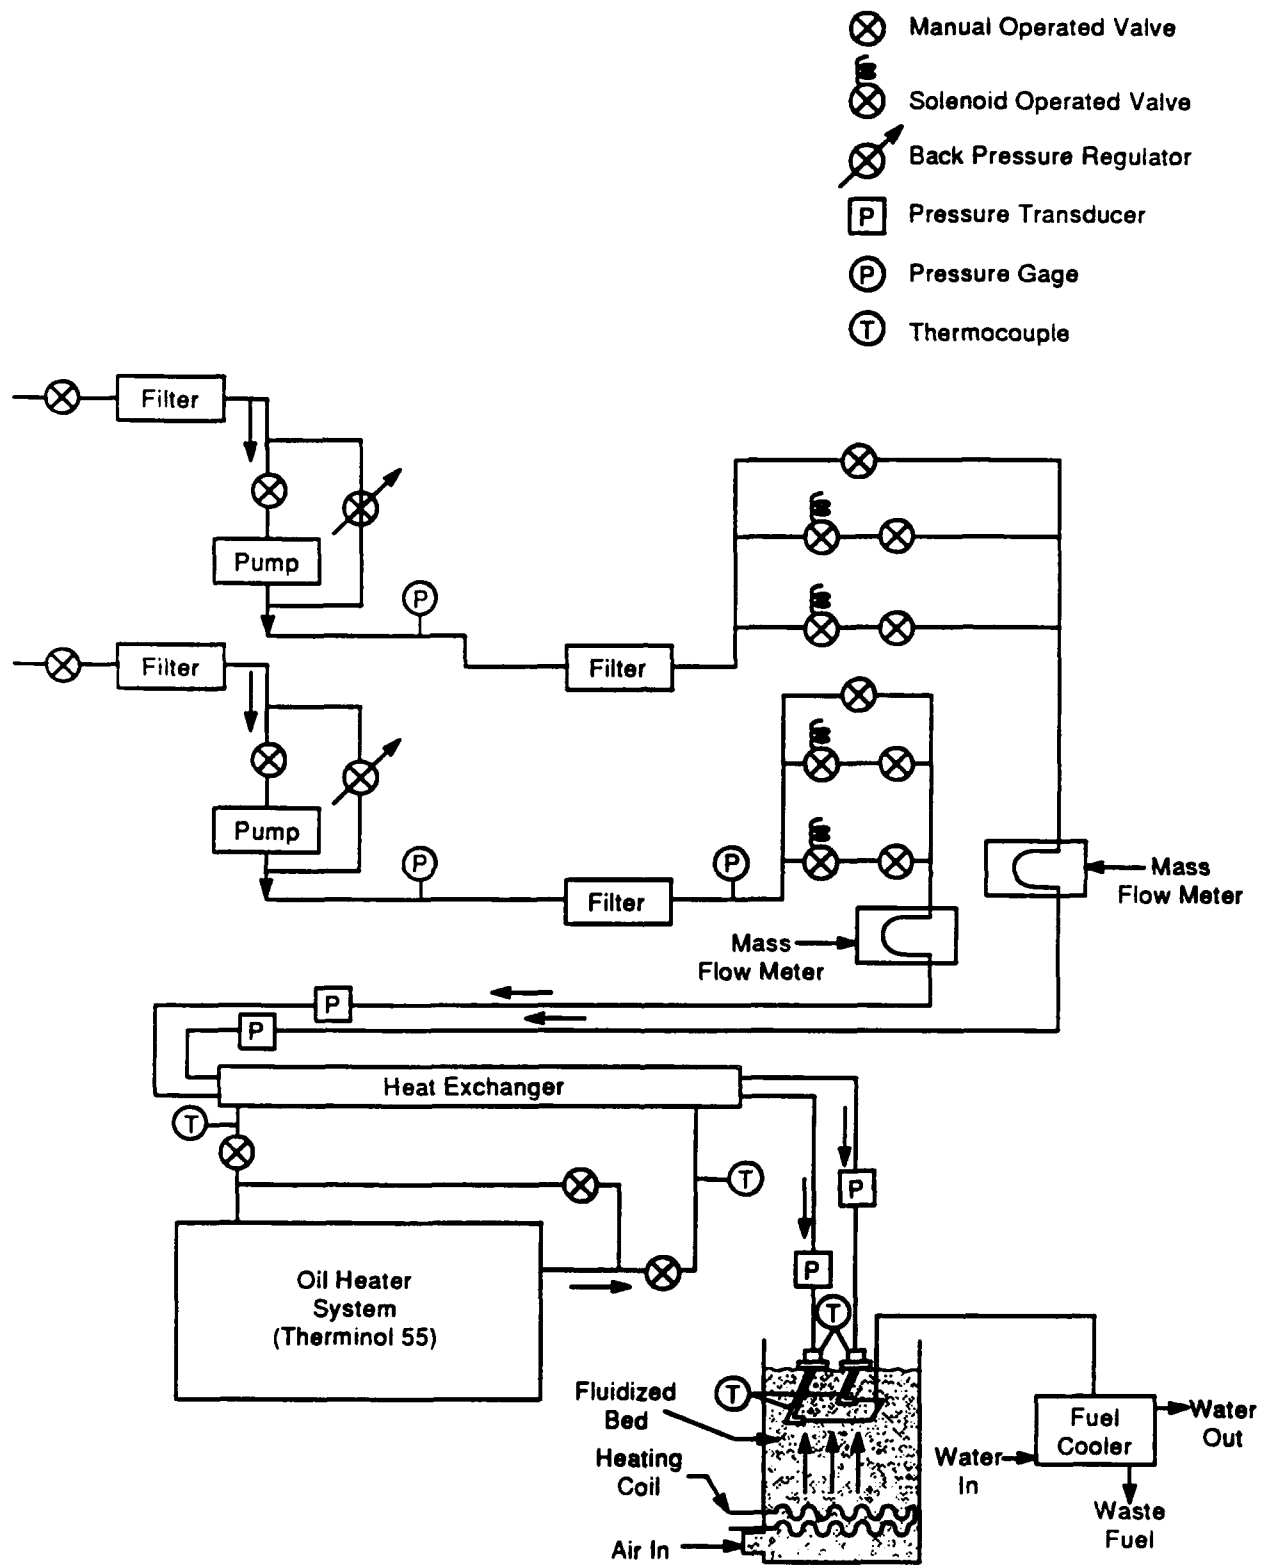 Manual Operated Valve
Solenoid Operated Valve
Back Pressure Regulator
P Pressure Transducer
P Pressure Gage
T Thermocouple
Filter
Pump
P
Filter
Filter
Pump
P
Filter
P
Mass
Flow Meter
Mass
Flow Meter
P
P
Heat Exchanger
T
T
P
P
Oil Heater
System
(Therminol 55)
T
T
Fluidized
Bed
Heating
Coil
Air In
Fuel
Cooler
Water
Out
Water
In
Waste
Fuel